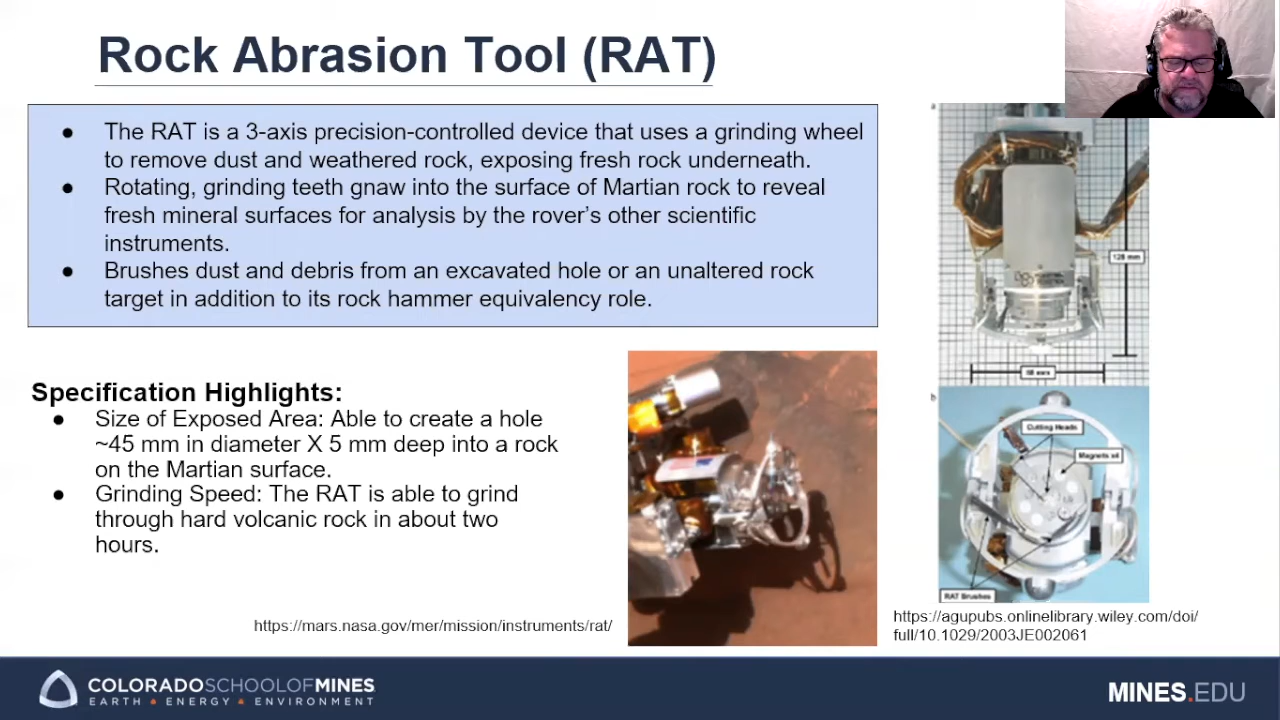 Rock Abrasion Tool (RAT)
● The RAT is a 3-axis precision-controlled device that uses a grinding wheel
to remove dust and weathered rock, exposing fresh rock underneath.
● Rotating, grinding teeth gnaw into the surface of Martian rock to reveal
fresh mineral surfaces for analysis by the rover's other scientific
instruments.
● Brushes dust and debris from an excavated hole or an unaltered rock
target in addition to its rock hammer equivalency role.
Specification Highlights:
● Size of Exposed Area: Able to create a hole
~45 mm in diameter X 5 mm deep into a rock
on the Martian surface.
● Grinding Speed: The RAT is able to grind
through hard volcanic rock in about two
hours.
https://mars.nasa.gov/mer/mission/instruments/rat/
a
128 mm
b
Cutting Heads
Magnets x4
RAT Brushes
https://agupubs.onlinelibrary.wiley.com/doi/
full/10.1029/2003JE002061
COLORADOSCHOOLOFMINES
EARTH • ENERGY • ENVIRONMENT
MINES.EDU